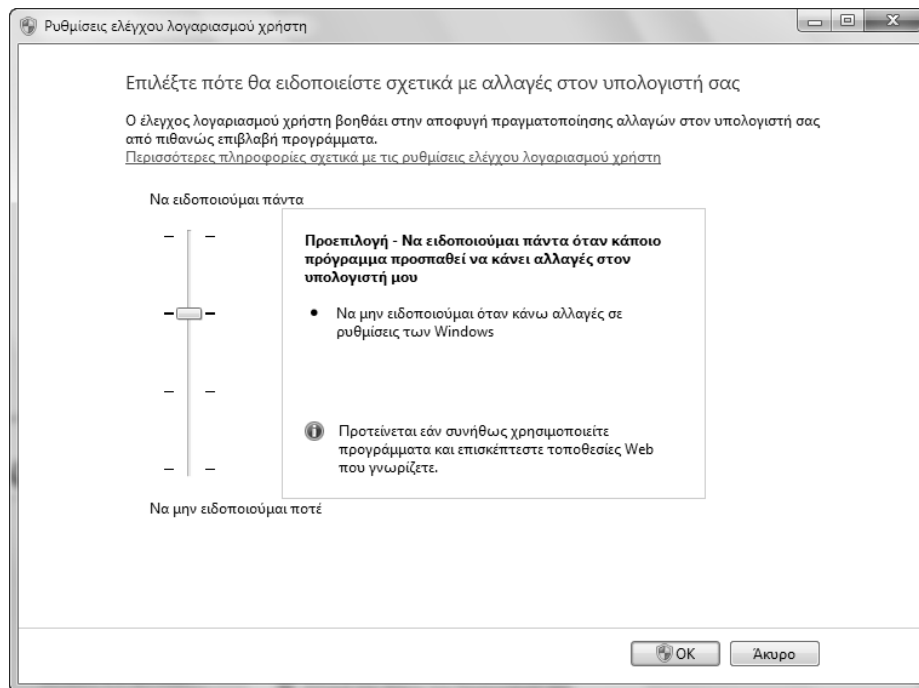 Ρυθμίσεις ελέγχου λογαριασμού χρήστη
Επιλέξτε πότε θα ειδοποιείστε σχετικά με αλλαγές στον υπολογιστή σας
Ο έλεγχος λογαριασμού χρήστη βοηθάει στην αποφυγή πραγματοποίησης αλλαγών στον υπολογιστή σας
από πιθανώς επιβλαβή προγράμματα.
Περισσότερες πληροφορίες σχετικά με τις ρυθμίσεις ελέγχου λογαριασμού χρήστη
Να ειδοποιούμαι πάντα
Προεπιλογή - Να ειδοποιούμαι πάντα όταν κάποιο
πρόγραμμα προσπαθεί να κάνει αλλαγές στον
υπολογιστή μου
• Να μην ειδοποιούμαι όταν κάνω αλλαγές σε
ρυθμίσεις των Windows
Προτείνεται εάν συνήθως χρησιμοποιείτε
προγράμματα και επισκέπτεστε τοποθεσίες Web
που γνωρίζετε.
Να μην ειδοποιούμαι ποτέ
OK
Άκυρο